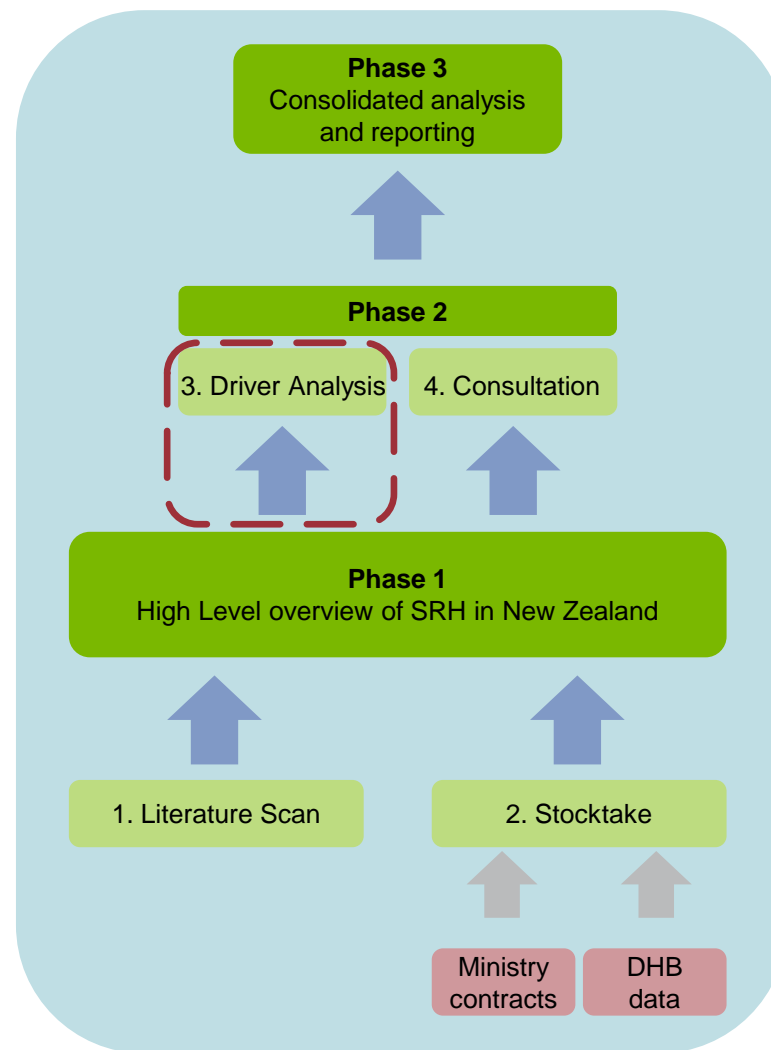 Phase 3
Consolidated analysis
and reporting
Phase 2
3. Driver Analysis
4. Consultation
Phase 1
High Level overview of SRH in New Zealand
1. Literature Scan
2. Stocktake
Ministry
contracts
DHB
data